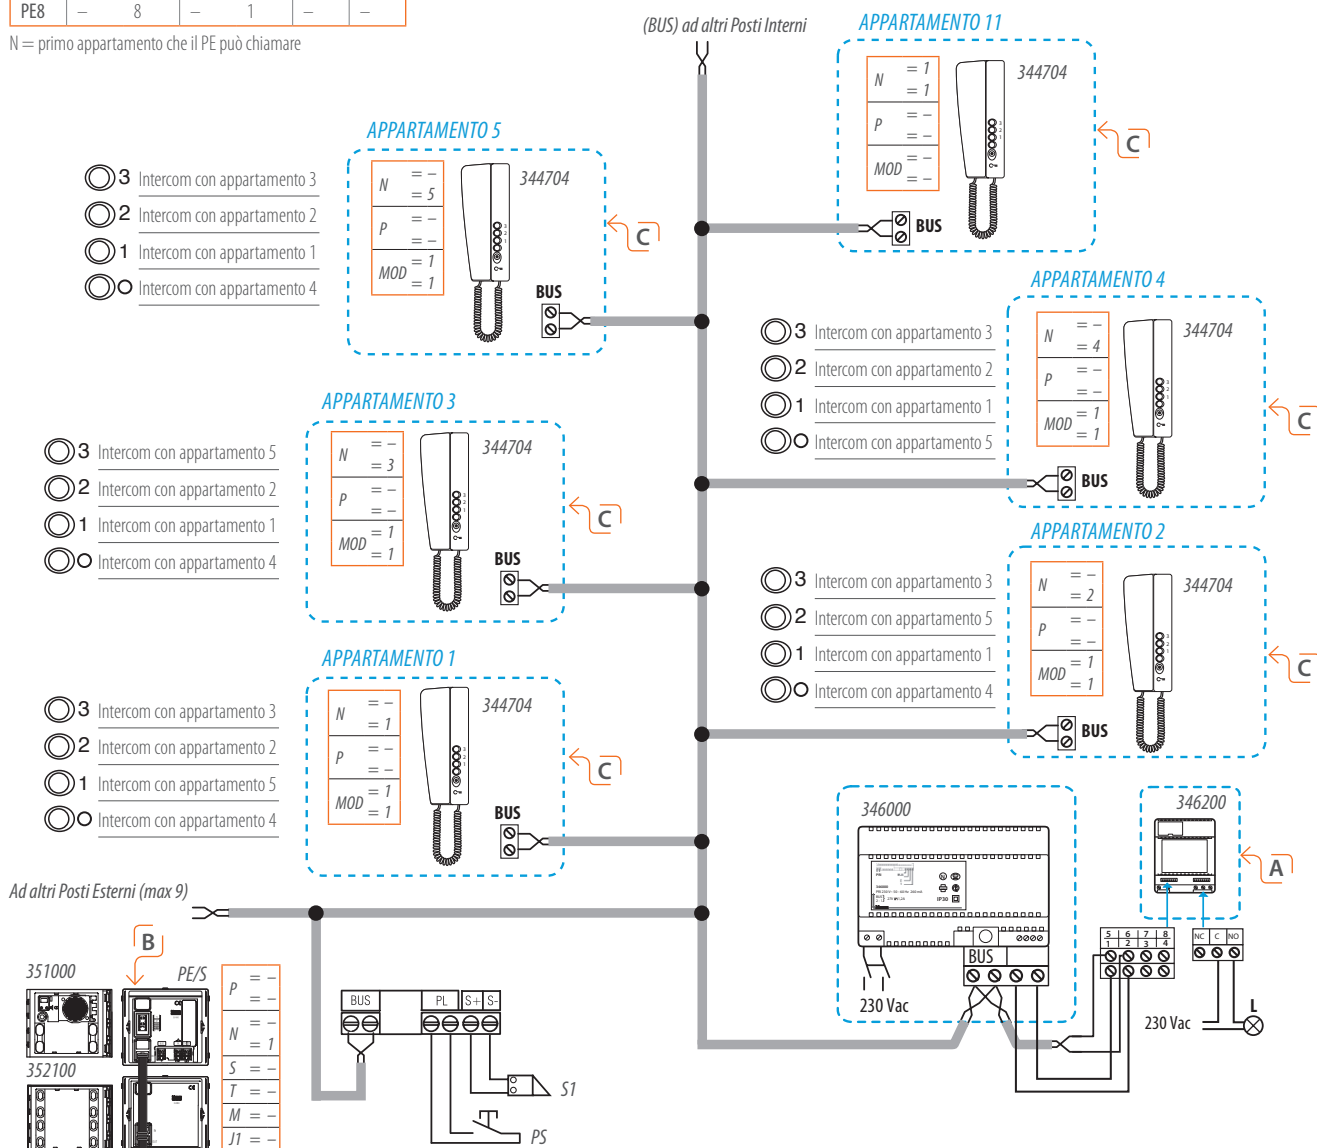 PE8 – 8 – 1 – –
N = primo appartamento che il PE può chiamare
(BUS) ad altri Posti Interni
APPARTAMENTO 11
N = 1
= 1
P = –
= –
MOD = –
= –
344704
C
BUS
APPARTAMENTO 5
3 Intercom con appartamento 3
2 Intercom con appartamento 2
1 Intercom con appartamento 1
Intercom con appartamento 4
N = –
= 5
P = –
= –
MOD = 1
= 1
344704
C
BUS
APPARTAMENTO 4
3 Intercom con appartamento 3
2 Intercom con appartamento 2
1 Intercom con appartamento 1
Intercom con appartamento 5
N = –
= 4
P = –
= –
MOD = 1
= 1
344704
C
BUS
APPARTAMENTO 3
3 Intercom con appartamento 5
2 Intercom con appartamento 2
1 Intercom con appartamento 1
Intercom con appartamento 4
N = –
= 3
P = –
= –
MOD = 1
= 1
344704
C
BUS
APPARTAMENTO 2
3 Intercom con appartamento 3
2 Intercom con appartamento 5
1 Intercom con appartamento 1
Intercom con appartamento 4
N = –
= 2
P = –
= –
MOD = 1
= 1
344704
C
BUS
APPARTAMENTO 1
3 Intercom con appartamento 3
2 Intercom con appartamento 2
1 Intercom con appartamento 5
Intercom con appartamento 4
N = –
= 1
P = –
= –
MOD = 1
= 1
344704
C
BUS
346000
IP30
BUS
230 Vac
346200
A
5 6 7 8
1 2 3 4
NC C NO
230 Vac
L
Ad altri Posti Esterni (max 9)
B
351000
PE/S
352100
P = –
= –
N = –
= 1
S = –
T = –
M = –
J1 = –
BUS PL S+ S-
S1
PS